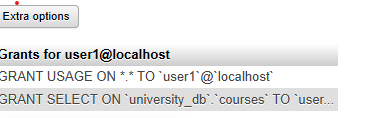 Extra options
Grants for user1@localhost
GRANT USAGE ON *.* TO `user1`@`localhost`
GRANT SELECT ON `university_db`.`courses` TO `user...